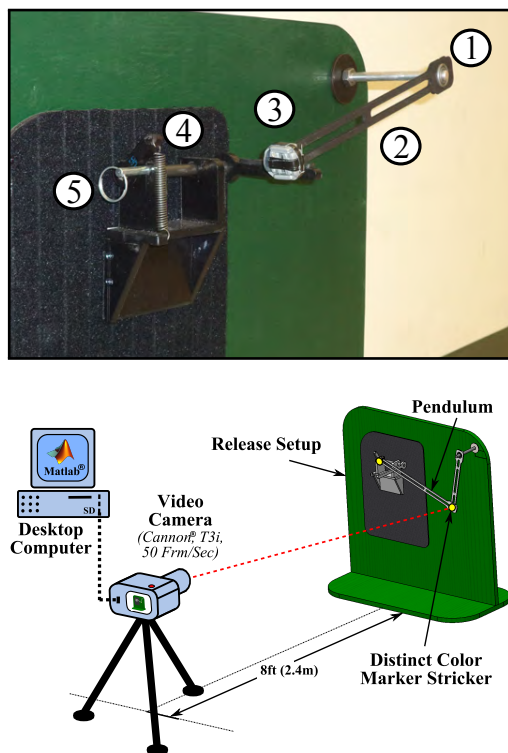 1
2
3
4
5
Pendulum
Release Setup
Matlab®
SD
Desktop
Computer
Video
Camera
(Cannon®, T3i,
50 Frm/Sec)
8ft (2.4m)
Distinct Color
Marker Stricker